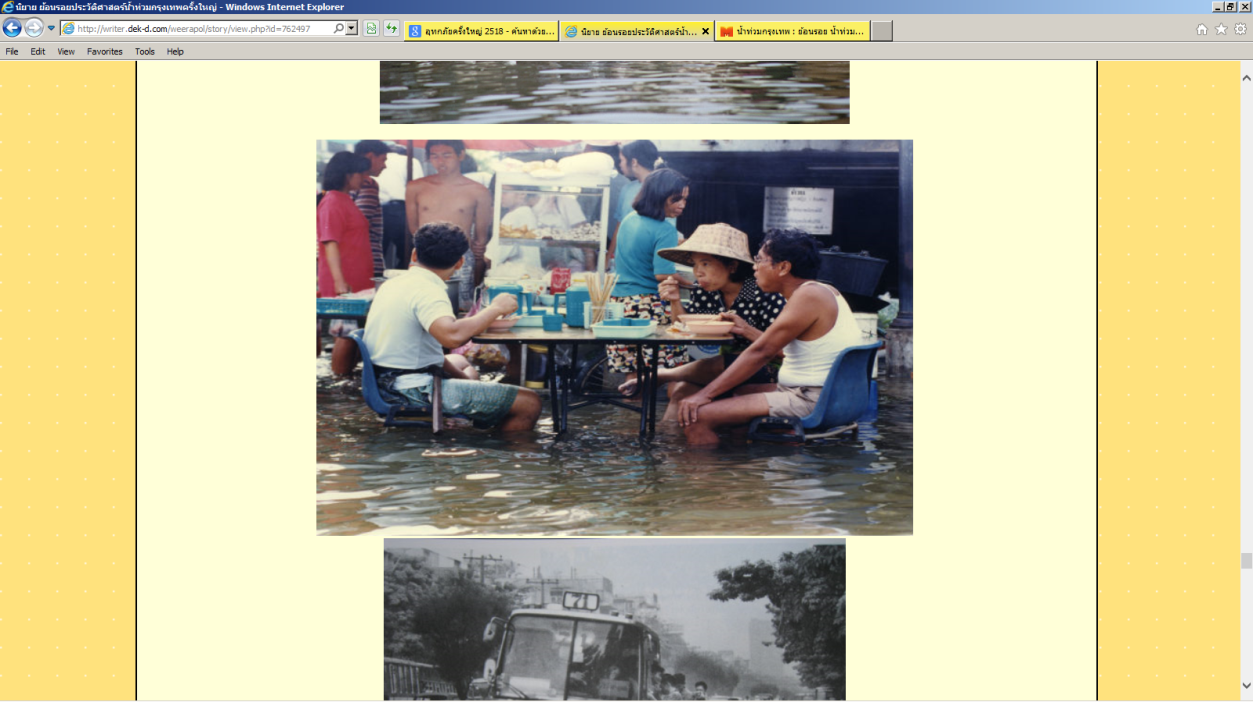 นิยาย ย้อนรอยประวัติศาสตร์น้ำท่วมกรุงเทพครั้งใหญ่ - Windows Internet Explorer
http://writer.dek-d.com/weerapol/story/view.php?id=762497
อุทกภัยครั้งใหญ่ 2518 - ค้นหาด้วย...
นิยาย ย้อนรอยประวัติศาสตร์น้ำ...
น้ำท่วมกรุงเทพ : ย้อนรอย น้ำท่วม...
File Edit View Favorites Tools Help
71